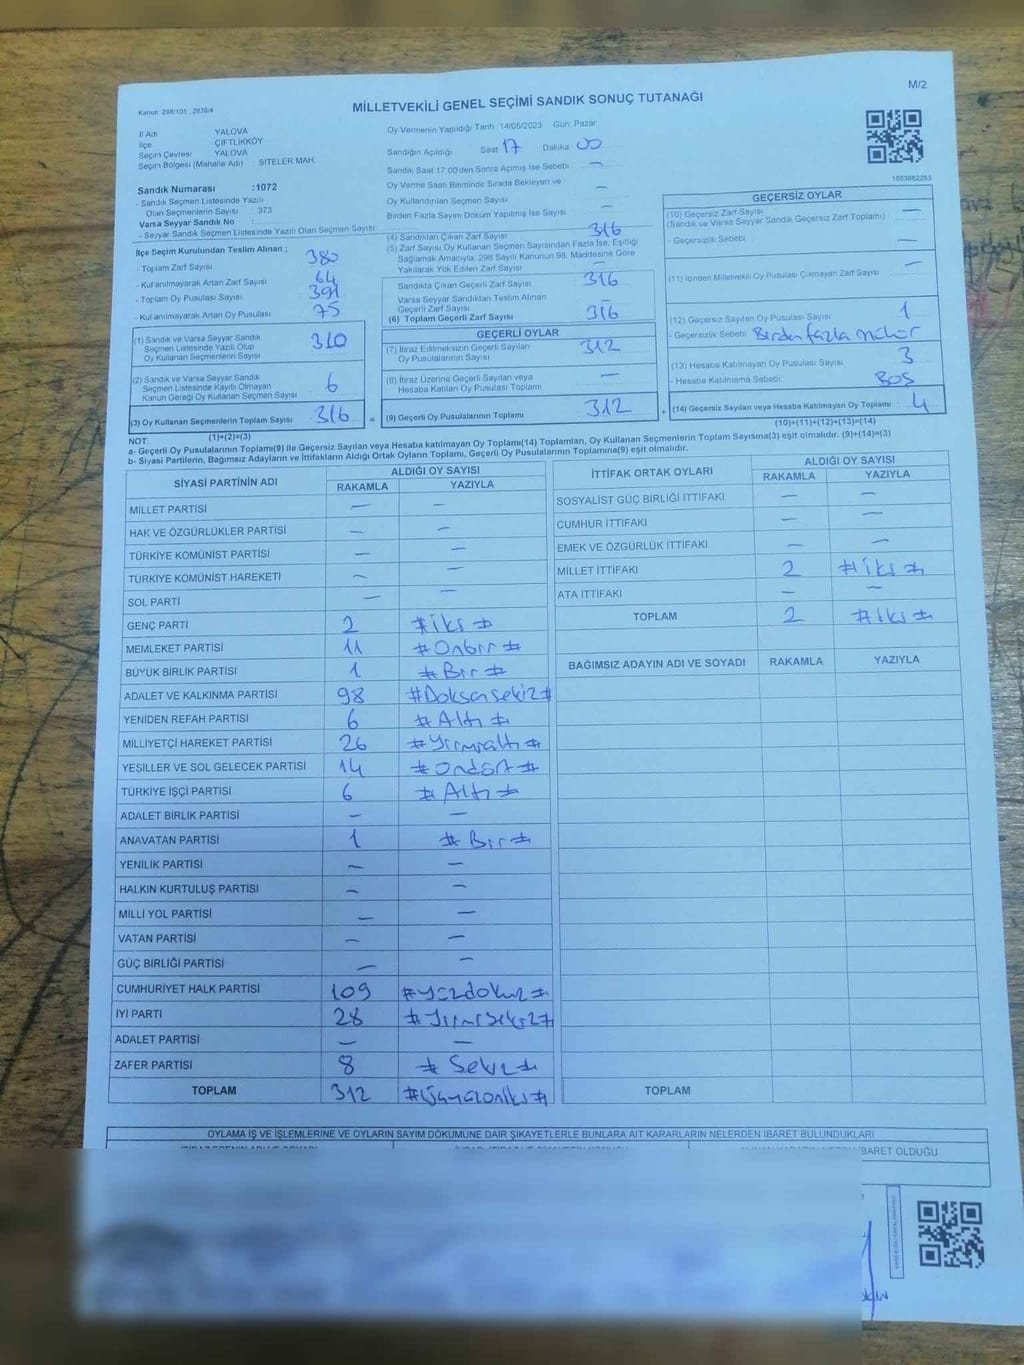 M/2
Kanun: 298/105 , 2839/4
MİLLETVEKİLİ GENEL SEÇİMİ SANDIK SONUÇ TUTANAĞI
İl Adı YALOVA
İlçe ÇİFTLİKKÖY
Seçim Çevresi YALOVA
Seçim Bölgesi (Mahalle Adı) : SİTELER MAH.
Oy Vermenin Yapıldığı Tarih :14/05/2023 Gün: Pazar
Sandığın Açıldığı Saat 17 Dakika 00
Sandık Saat 17:00'den Sonra Açılmış İse Sebebi —
Oy Verme Saati Bitiminde Sırada Bekleyen ve
Oy Kullandırılan Seçmen Sayısı —
Birden Fazla Sayım Döküm Yapılmış İse Sayısı —
Sandık Numarası :1072
- Sandık Seçmen Listesinde Yazılı
Olan Seçmenlerin Sayısı : 373
Varsa Seyyar Sandık No :
- Seyyar Sandık Seçmen Listesinde Yazılı Olan Seçmen Sayısı:
İlçe Seçim Kurulundan Teslim Alınan ;
- Toplam Zarf Sayısı 380
- Kullanılmayarak Artan Zarf Sayısı 64
- Toplam Oy Pusulası Sayısı 391
- Kullanılmayarak Artan Oy Pusulası 75
(1) Sandık ve Varsa Seyyar Sandık
Seçmen Listesinde Yazılı Olup
Oy Kullanan Seçmenlerin Sayısı 310
(2) Sandık ve Varsa Seyyar Sandık
Seçmen Listesinde Kayıtlı Olmayan
Kanun Gereği Oy Kullanan Seçmen Sayısı 6
(3) Oy Kullanan Seçmenlerin Toplam Sayısı 316
(1)+(2)=(3)
(4) Sandıktan Çıkan Zarf Sayısı 316
(5) Zarf Sayısı Oy Kullanan Seçmen Sayısından Fazla İse, Eşitliği
Sağlamak Amacıyla, 298 Sayılı Kanunun 98. Maddesine Göre
Yakılarak Yok Edilen Zarf Sayısı —
Sandıkta Çıkan Geçerli Zarf Sayısı 316
Varsa Seyyar Sandıktan Teslim Alınan
Geçerli Zarf Sayısı —
(6) Toplam Geçerli Zarf Sayısı 316
GEÇERLİ OYLAR
(7) İtiraz Edilmeksizin Geçerli Sayılan
Oy Pusulalarının Sayısı 312
(8) İtiraz Üzerine Geçerli Sayılan veya
Hesaba Katılan Oy Pusulası Toplamı —
= (9) Geçerli Oy Pusulalarının Toplamı 312
1093662265
GEÇERSİZ OYLAR
(10) Geçersiz Zarf Sayısı —
(Sandık ve Varsa Seyyar Sandık Geçersiz Zarf Toplamı)
- Geçersizlik Sebebi —
(11) İçinden Milletvekili Oy Pusulası Çıkmayan Zarf Sayısı —
(12) Geçersiz Sayılan Oy Pusulası Sayısı 1
- Geçersizlik Sebebi Birden fazla mühür
(13) Hesaba Katılmayan Oy Pusulası Sayısı 3
- Hesaba Katılmama Sebebi BOŞ
+ (14) Geçersiz Sayılan veya Hesaba Katılmayan Oy Toplamı : 4
(10)+(11)+(12)+(13)=(14)
NOT:
a- Geçerli Oy Pusulalarının Toplamı(9) ile Geçersiz Sayılan veya Hesaba katılmayan Oy Toplamı(14) Toplamları, Oy Kullanan Seçmenlerin Toplam Sayısına(3) eşit olmalıdır. (9)+(14)=(3)
b- Siyasi Partilerin, Bağımsız Adayların ve İttifakların Aldığı Ortak Oyların Toplamı, Geçerli Oy Pusulalarının Toplamına(9) eşit olmalıdır.
SİYASİ PARTİNİN ADI ALDIĞI OY SAYISI
RAKAMLA YAZIYLA
MİLLET PARTİSİ — —
HAK VE ÖZGÜRLÜKLER PARTİSİ — —
TÜRKİYE KOMÜNİST PARTİSİ — —
TÜRKİYE KOMÜNİST HAREKETİ — —
SOL PARTİ — —
GENÇ PARTİ 2 #iki#
MEMLEKET PARTİSİ 11 #Onbir#
BÜYÜK BİRLİK PARTİSİ 1 #Bir#
ADALET VE KALKINMA PARTİSİ 98 #Doksansekiz#
YENİDEN REFAH PARTİSİ 6 #Altı#
MİLLİYETÇİ HAREKET PARTİSİ 26 #Yirmialtı#
YEŞİLLER VE SOL GELECEK PARTİSİ 14 #Ondört#
TÜRKİYE İŞÇİ PARTİSİ 6 #Altı#
ADALET BİRLİK PARTİSİ — —
ANAVATAN PARTİSİ 1 #Bir#
YENİLİK PARTİSİ — —
HALKIN KURTULUŞ PARTİSİ — —
MİLLİ YOL PARTİSİ — —
VATAN PARTİSİ — —
GÜÇ BİRLİĞİ PARTİSİ — —
CUMHURİYET HALK PARTİSİ 109 #Yüzdokuz#
İYİ PARTİ 28 #Yirmisekiz#
ADALET PARTİSİ — —
ZAFER PARTİSİ 8 #Sekiz#
TOPLAM 312 #Üçyüzoniki#
İTTİFAK ORTAK OYLARI ALDIĞI OY SAYISI
RAKAMLA YAZIYLA
SOSYALİST GÜÇ BİRLİĞİ İTTİFAKI — —
CUMHUR İTTİFAKI — —
EMEK VE ÖZGÜRLÜK İTTİFAKI — —
MİLLET İTTİFAKI 2 #iki#
ATA İTTİFAKI — —
TOPLAM 2 #iki#
BAĞIMSIZ ADAYIN ADI VE SOYADI RAKAMLA YAZIYLA
TOPLAM
OYLAMA İŞ VE İŞLEMLERİNE VE OYLARIN SAYIM DÖKÜMÜNE DAİR ŞİKAYETLERLE BUNLARA AİT KARARLARIN NELERDEN İBARET BULUNDUKLARI
BARET OLDUĞU